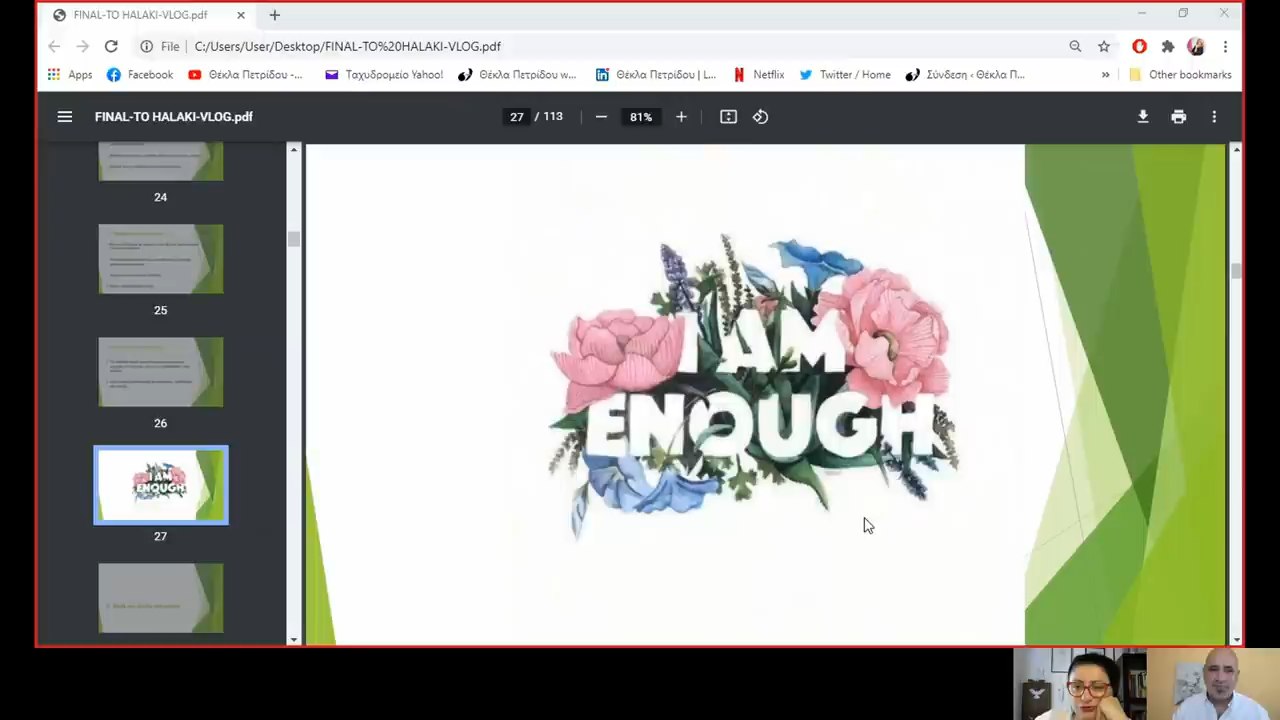 FINAL-TO HALAKI-VLOG.pdf
File C:/Users/User/Desktop/FINAL-TO%20HALAKI-VLOG.pdf
Apps Facebook Θέκλα Πετρίδου -... Ταχυδρομείο Yahoo! Θέκλα Πετρίδου w... Θέκλα Πετρίδου | L... Netflix Twitter / Home Σύνδεση ‹ Θέκλα Π... » Other bookmarks
FINAL-TO HALAKI-VLOG.pdf 27 / 113 81%
24
25
26
I AM
ENOUGH
27
I AM
ENOUGH